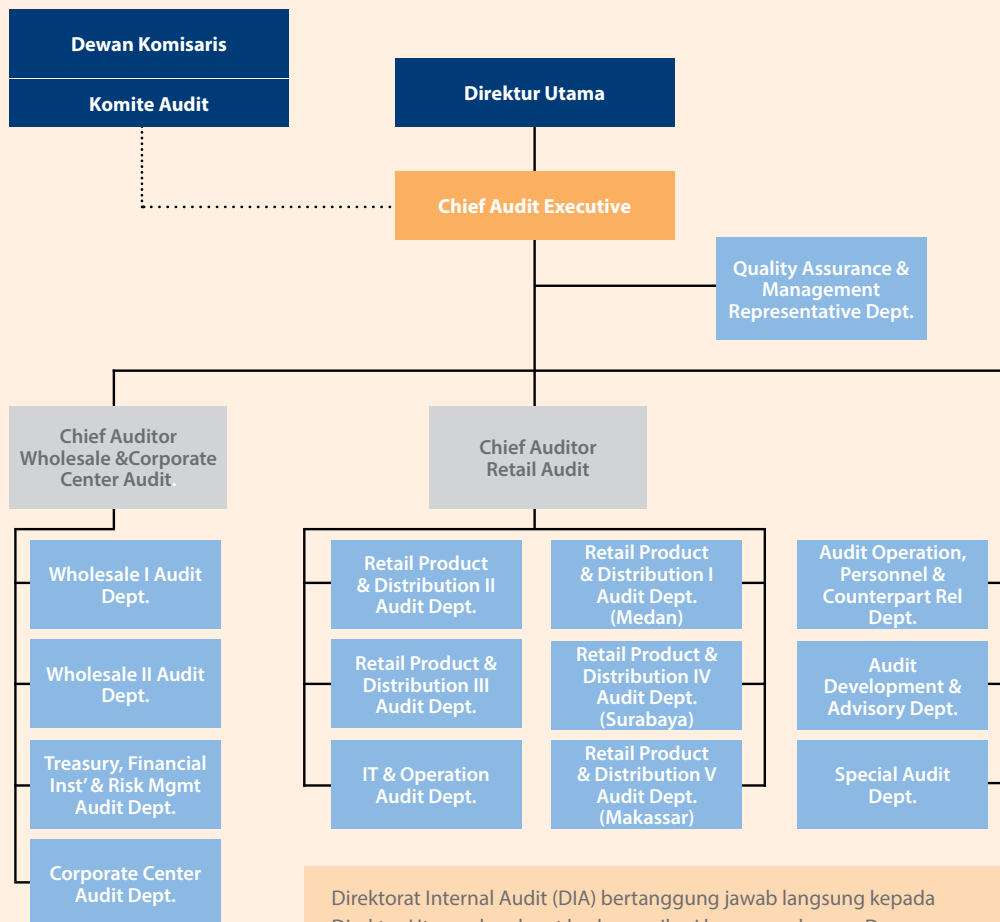 Dewan Komisaris
Komite Audit
Direktur Utama
Chief Audit Executive
Quality Assurance &
Management
Representative Dept.
Chief Auditor
Wholesale &Corporate
Center Audit.
Chief Auditor
Retail Audit
Wholesale I Audit
Dept.
Wholesale II Audit
Dept.
Treasury, Financial
Inst’ & Risk Mgmt
Audit Dept.
Corporate Center
Audit Dept.
Retail Product
& Distribution II
Audit Dept.
Retail Product &
Distribution III
Audit Dept.
IT & Operation
Audit Dept.
Retail Product
& Distribution I
Audit Dept.
(Medan)
Retail Product &
Distribution IV
Audit Dept.
(Surabaya)
Retail Product
& Distribution V
Audit Dept.
(Makassar)
Audit Operation,
Personnel &
Counterpart Rel
Dept.
Audit
Development &
Advisory Dept.
Special Audit
Dept.
Direktorat Internal Audit (DIA) bertanggung jawab langsung kepada